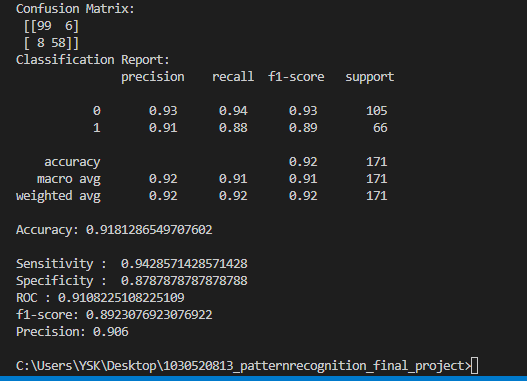 Confusion Matrix:
[[99  6]
[ 8 58]]
Classification Report:
precision    recall  f1-score   support
0       0.93      0.94      0.93       105
1       0.91      0.88      0.89        66
accuracy                           0.92       171
macro avg       0.92      0.91      0.91       171
weighted avg       0.92      0.92      0.92       171
Accuracy: 0.9181286549707602
Sensitivity :  0.9428571428571428
Specificity :  0.8787878787878788
ROC : 0.9108225108225109
f1-score: 0.8923076923076922
Precision: 0.906
C:\Users\YSK\Desktop\1030520813_patternrecognition_final_project>